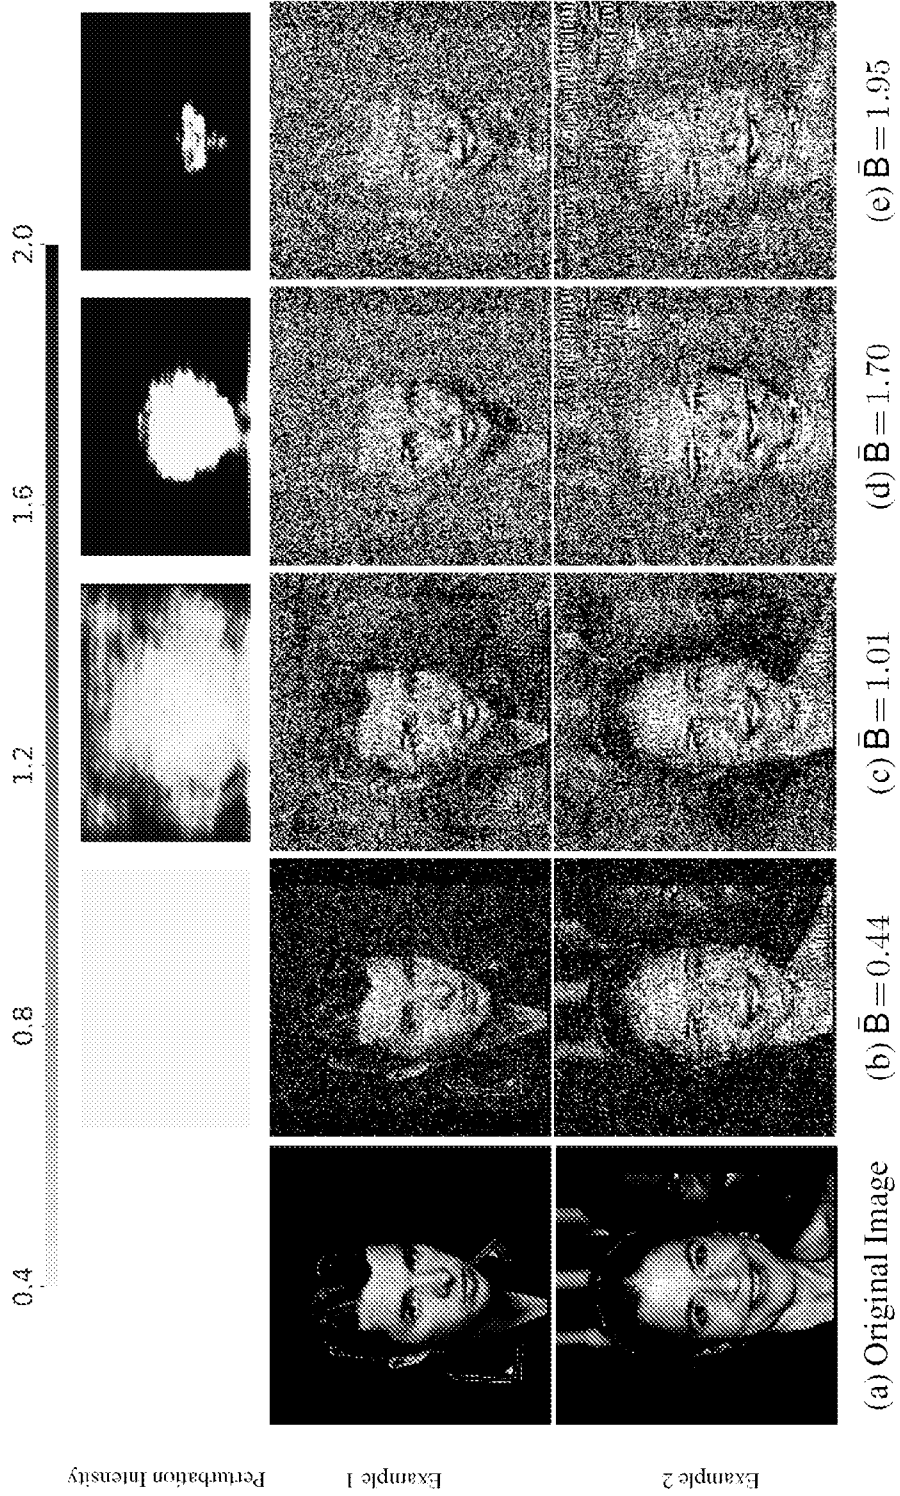 0.4 0.8 1.2 1.6 2.0
Perturbation Intensity
Example 1
Example 2
(a) Original Image
(b) B̄ = 0.44
(c) B̄ = 1.01
(d) B̄ = 1.70
(e) B̄ = 1.95